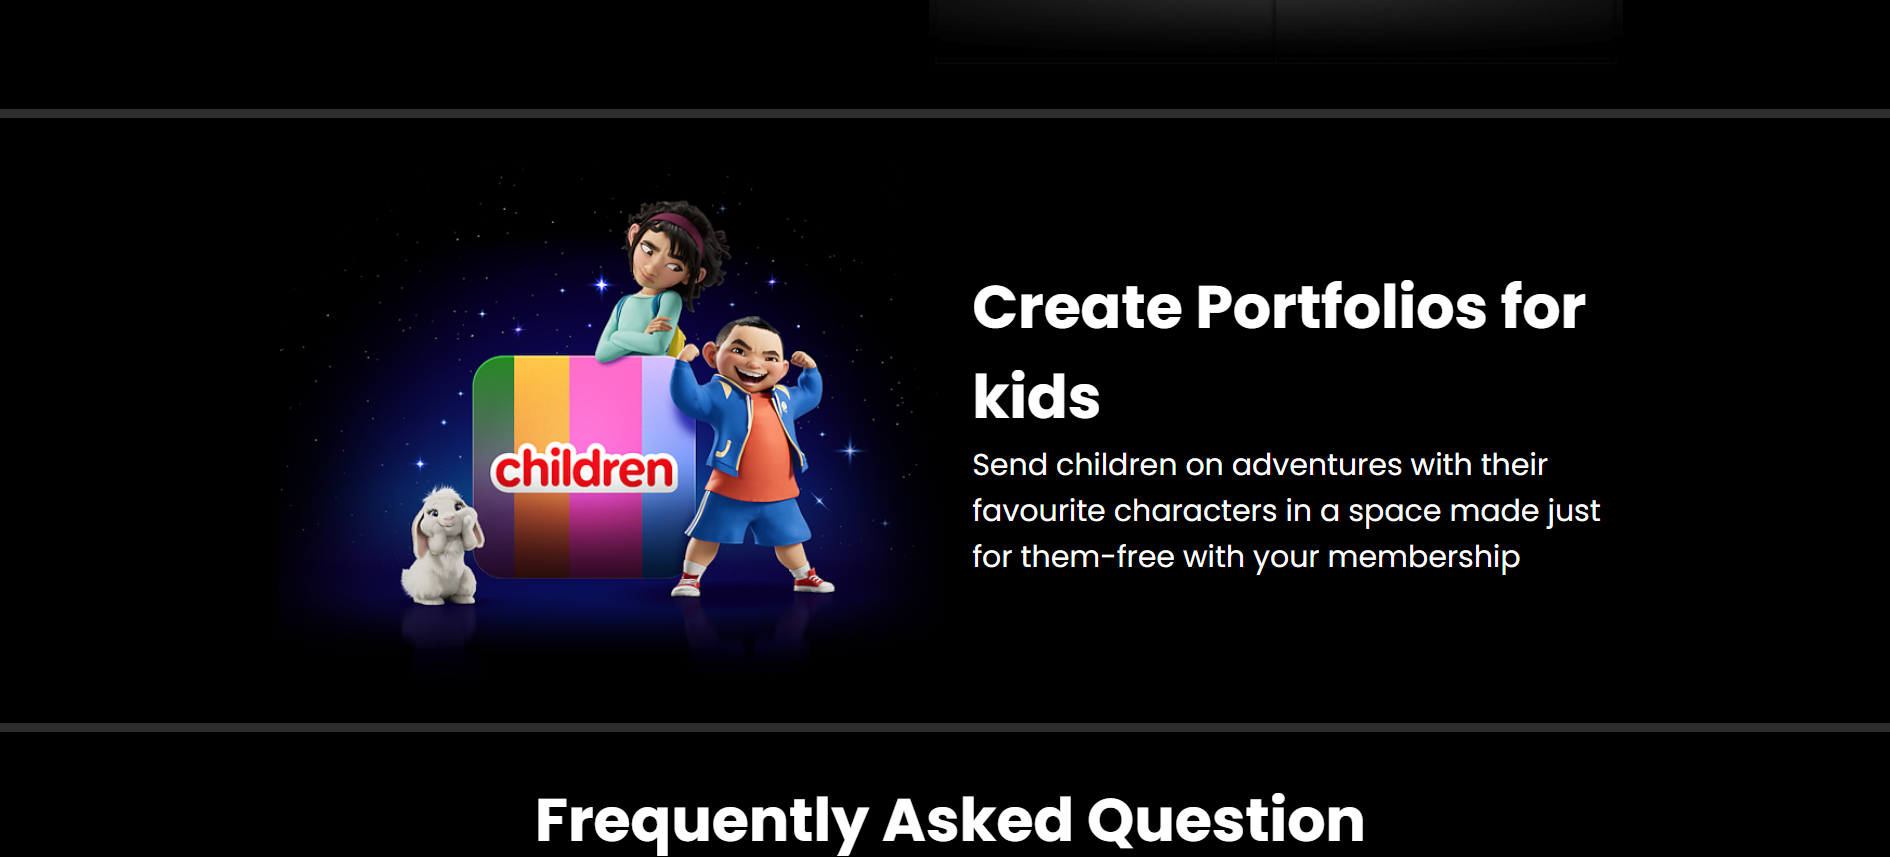 Create Portfolios for
kids
Send children on adventures with their
favourite characters in a space made just
for them-free with your membership
children
Frequently Asked Question